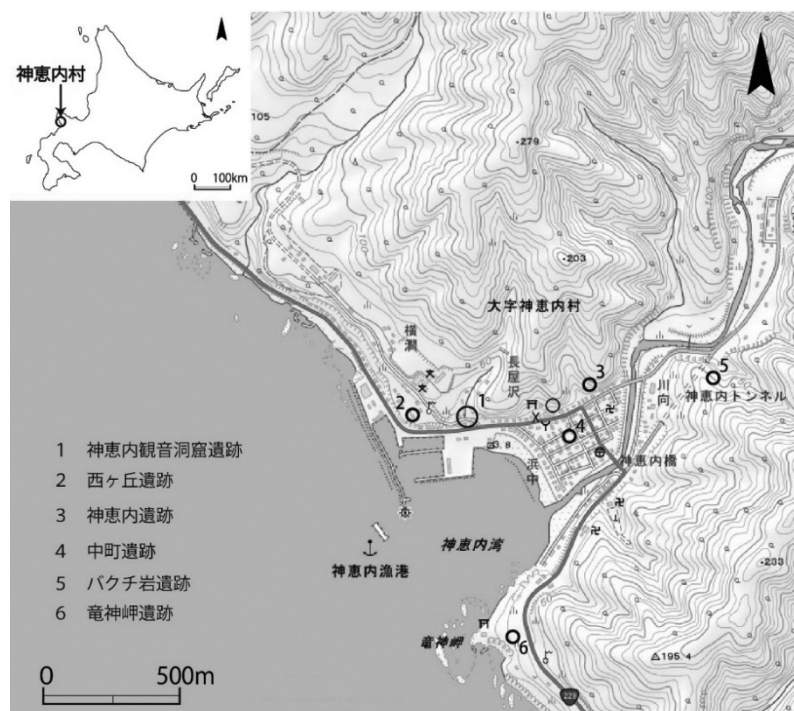 神恵内村
0 100km
105
・279
・203
大字神恵内村
横澗
長屋沢
3
5
川向
神恵内トンネル
2
1
4
3.8
浜中
神恵内橋
1 神恵内観音洞窟遺跡
2 西ヶ丘遺跡
3 神恵内遺跡
4 中町遺跡
5 バクチ岩遺跡
6 竜神岬遺跡
神恵内湾
神恵内漁港
・233
竜神岬
6
△195 4
0 500m
229